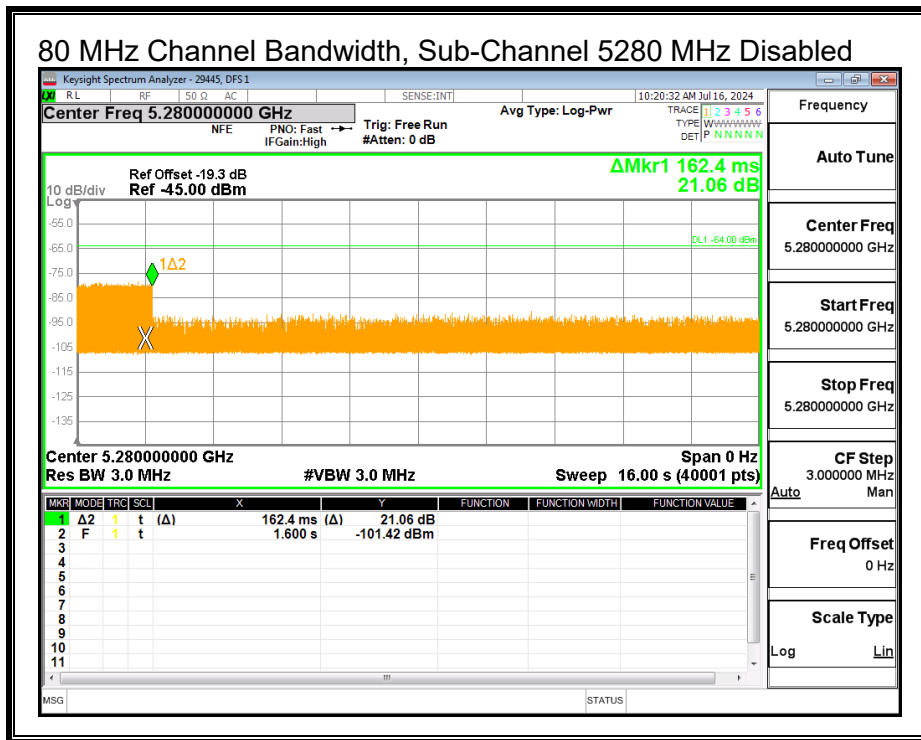 80 MHz Channel Bandwidth, Sub-Channel 5280 MHz Disabled
Keysight Spectrum Analyzer - 29445, DFS 1
LXI RL RF 50 Ω AC SENSE:INT 10:20:32 AM Jul 16, 2024
Center Freq 5.280000000 GHz
NFE PNO: Fast IFGain:High
Trig: Free Run
#Atten: 0 dB
Avg Type: Log-Pwr
TRACE 1 2 3 4 5 6
TYPE WWWWWW
DET P NNNNN
Ref Offset -19.3 dB
10 dB/div Ref -45.00 dBm
ΔMkr1 162.4 ms
21.06 dB
Log
-55.0
-65.0
-75.0
-85.0
-95.0
-105
-115
-125
-135
DL1 -64.00 dBm
1Δ2
X
Center 5.280000000 GHz Span 0 Hz
Res BW 3.0 MHz #VBW 3.0 MHz Sweep 16.00 s (40001 pts)
MKR MODE TRC SCL X Y FUNCTION FUNCTION WIDTH FUNCTION VALUE
1 Δ2 1 t (Δ) 162.4 ms (Δ) 21.06 dB
2 F 1 t 1.600 s -101.42 dBm
3
4
5
6
7
8
9
10
11
MSG STATUS
Frequency
Auto Tune
Center Freq
5.280000000 GHz
Start Freq
5.280000000 GHz
Stop Freq
5.280000000 GHz
CF Step
3.000000 MHz
Auto Man
Freq Offset
0 Hz
Scale Type
Log Lin